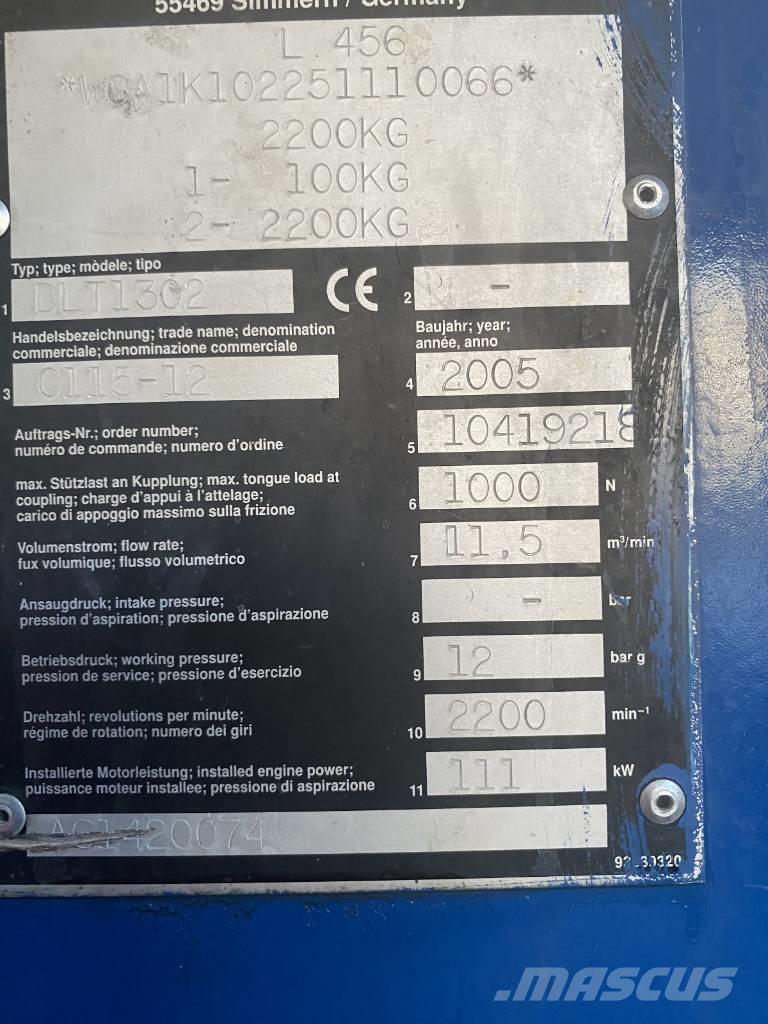 55469 Simmern / Germany
L 456
*WCA1K1022511110066*
2200KG
1- 100KG
2- 2200KG
Typ; type; modèle; tipo
1 DLT1302 CE 2 -
Handelsbezeichnung; trade name; denomination
commerciale; denominazione commerciale
3 C115-12
Baujahr; year;
année, anno
4 2005
Auftrags-Nr.; order number;
numéro de commande; numero d'ordine
5 10419218
max. Stützlast an Kupplung; max. tongue load at
coupling; charge d'appui à l'attelage;
carico di appoggio massimo sulla frizione
6 1000 N
Volumenstrom; flow rate;
fux volumique; flusso volumetrico
7 11,5 m³/min
Ansaugdruck; intake pressure;
pression d'aspiration; pressione d'aspirazione
8 - bar
Betriebsdruck; working pressure;
pression de service; pressione d'esercizio
9 12 bar g
Drehzahl; revolutions per minute;
régime de rotation; numero dei giri
10 2200 min⁻¹
Installierte Motorleistung; installed engine power;
puissance moteur installee; pressione di aspirazione
11 111 kW
AC1420074
MASCUS